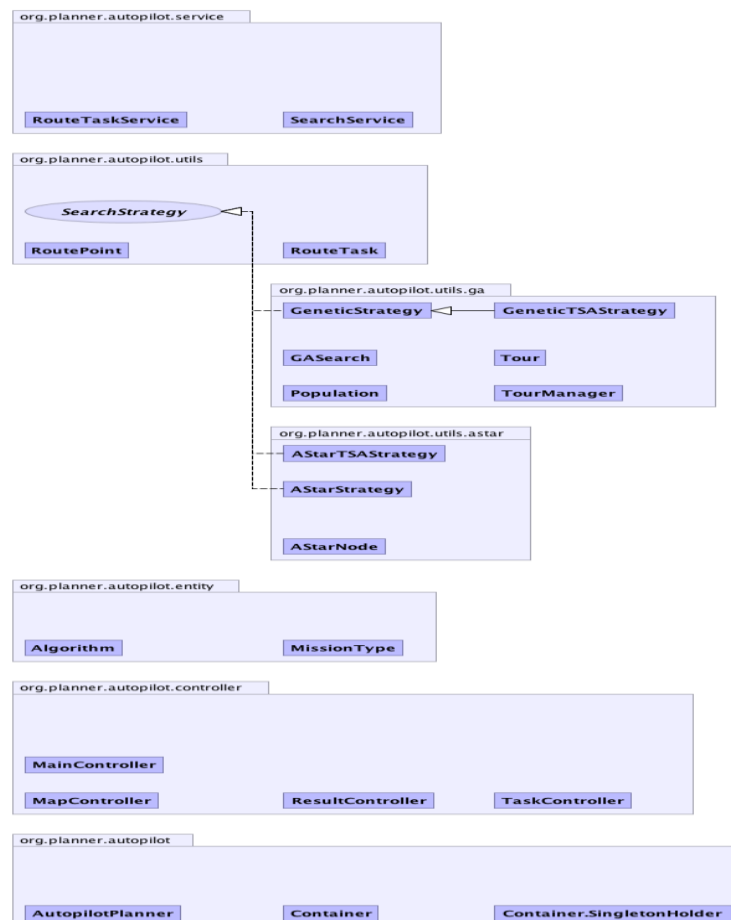 org.planner.autopilot.service
RouteTaskService SearchService
org.planner.autopilot.utils
SearchStrategy
RoutePoint RouteTask
org.planner.autopilot.utils.ga
GeneticStrategy GeneticTSAStrategy
GASearch Tour
Population TourManager
org.planner.autopilot.utils.astar
AStarTSAStrategy
AStarStrategy
AStarNode
org.planner.autopilot.entity
Algorithm MissionType
org.planner.autopilot.controller
MainController
MapController ResultController TaskController
org.planner.autopilot
AutopilotPlanner Container Container.SingletonHolder